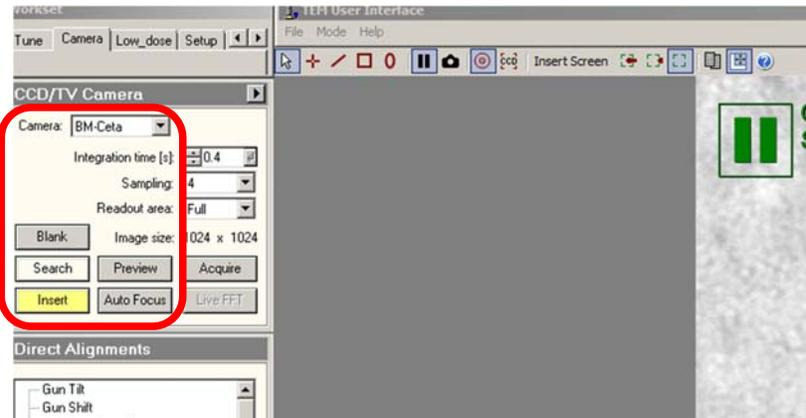 TEM User Interface
File Mode Help
Tune Camera Low_dose Setup
Insert Screen
CCD/TV Camera
Camera: BM-Ceta
Integration time [s]: 0.4
Sampling: 4
Readout area: Full
Blank Image size: 1024 x 1024
Search Preview Acquire
Insert Auto Focus Live FFT
Direct Alignments
Gun Tilt
Gun Shift